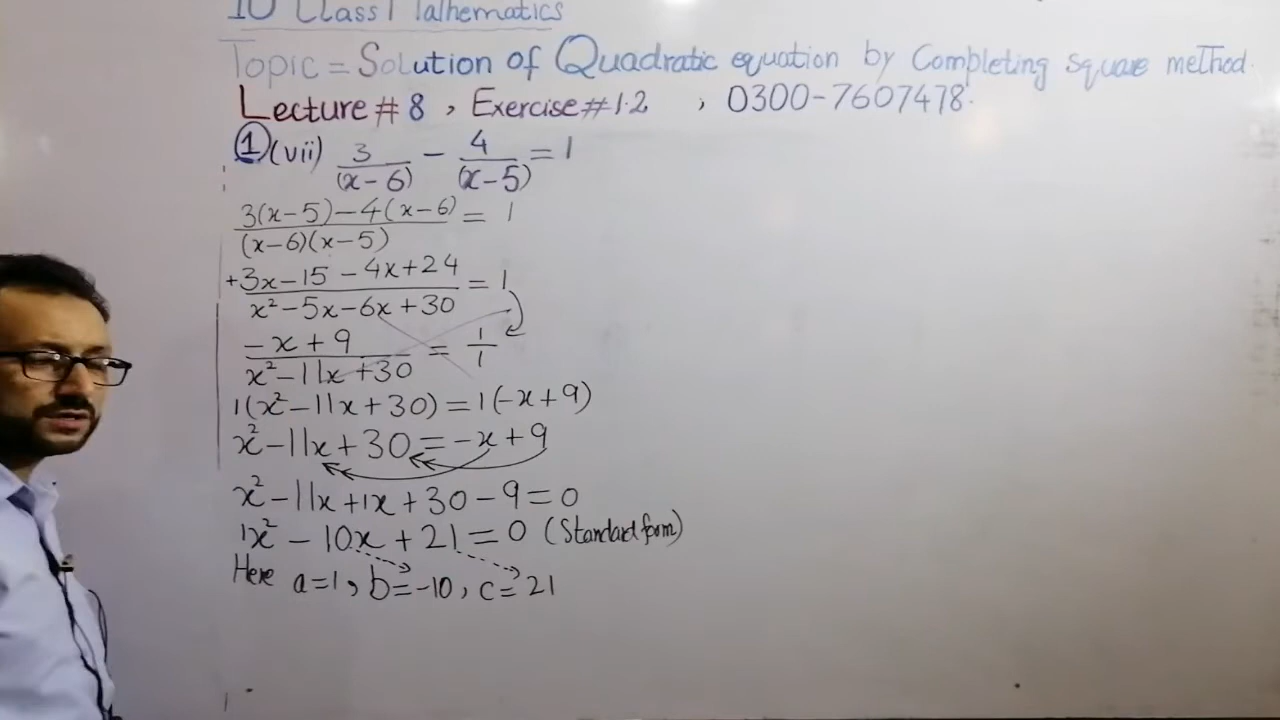 10 Class Mathematics
Topic = Solution of Quadratic equation by Completing square method.
Lecture # 8 , Exercise # 1.2 , 0300-7607478.
① (vii) 3/(x-6) - 4/(x-5) = 1
3(x-5)-4(x-6)/(x-6)(x-5) = 1
+3x-15-4x+24/x²-5x-6x+30 = 1
-x+9/x²-11x+30 = 1/1
1(x²-11x+30)=1(-x+9)
x²-11x+30=-x+9
x²-11x+1x+30-9=0
1x²-10x+21=0 (Standard form)
Here a=1, b=-10, c=21